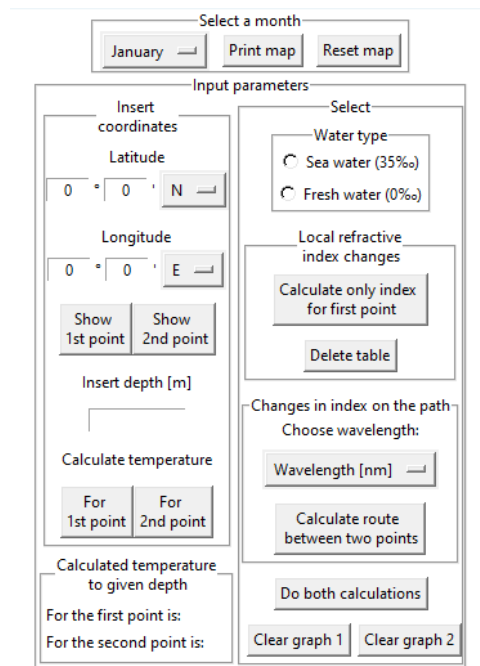 Select a month
January
Print map
Reset map
Input parameters
Insert
coordinates
Latitude
0 ° 0 ' N
Longitude
0 ° 0 ' E
Show
1st point
Show
2nd point
Insert depth [m]
Calculate temperature
For
1st point
For
2nd point
Calculated temperature
to given depth
For the first point is:
For the second point is:
Select
Water type
Sea water (35‰)
Fresh water (0‰)
Local refractive
index changes
Calculate only index
for first point
Delete table
Changes in index on the path
Choose wavelength:
Wavelength [nm]
Calculate route
between two points
Do both calculations
Clear graph 1
Clear graph 2